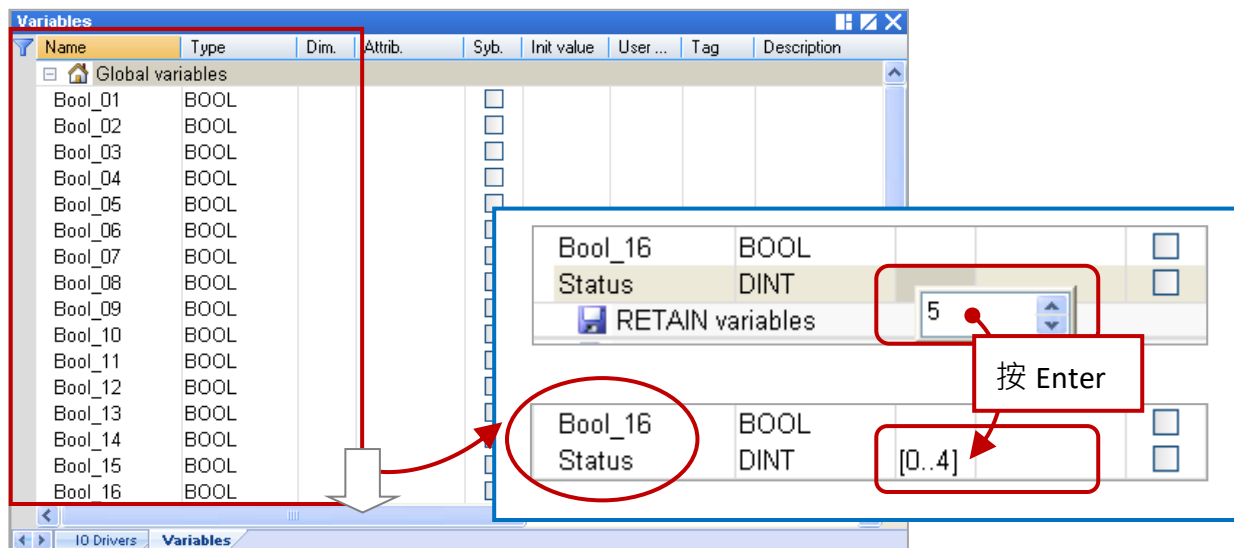 Variables
Name Type Dim. Attrib. Syb. Init value User ... Tag Description
Global variables
Bool_01 BOOL
Bool_02 BOOL
Bool_03 BOOL
Bool_04 BOOL
Bool_05 BOOL
Bool_06 BOOL
Bool_07 BOOL
Bool_08 BOOL
Bool_09 BOOL
Bool_10 BOOL
Bool_11 BOOL
Bool_12 BOOL
Bool_13 BOOL
Bool_14 BOOL
Bool_15 BOOL
Bool_16 BOOL
IO Drivers Variables
Bool_16 BOOL
Status DINT
RETAIN variables 5
按 Enter
Bool_16 BOOL
Status DINT [0..4]